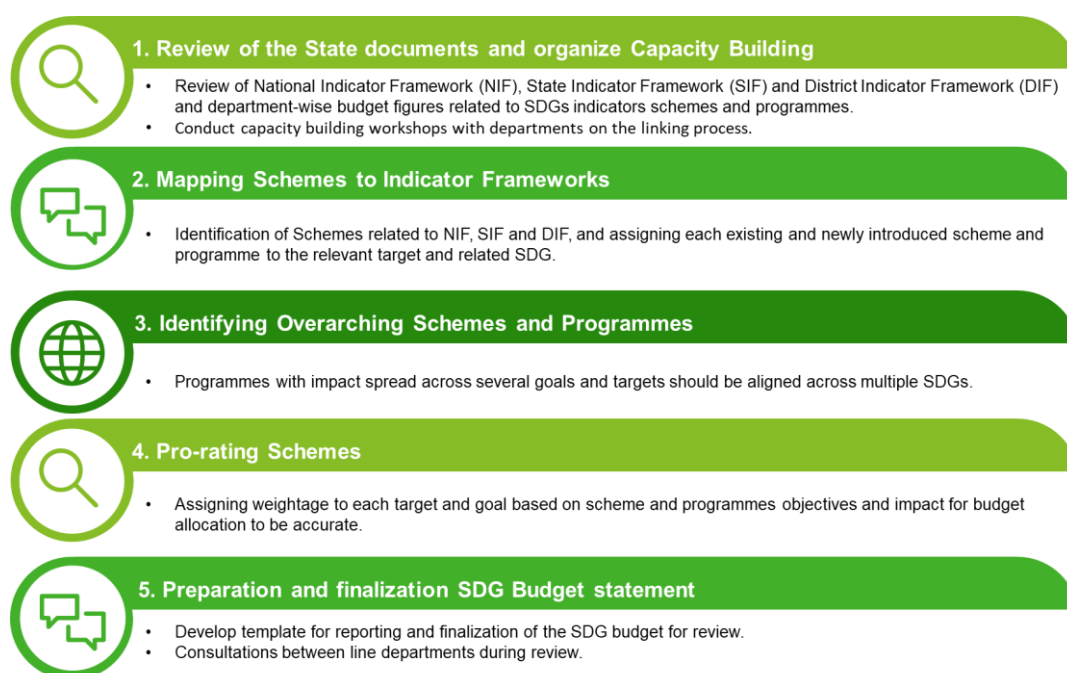 1. Review of the State documents and organize Capacity Building
• Review of National Indicator Framework (NIF), State Indicator Framework (SIF) and District Indicator Framework (DIF)
and department-wise budget figures related to SDGs indicators schemes and programmes.
• Conduct capacity building workshops with departments on the linking process.
2. Mapping Schemes to Indicator Frameworks
• Identification of Schemes related to NIF, SIF and DIF, and assigning each existing and newly introduced scheme and
programme to the relevant target and related SDG.
3. Identifying Overarching Schemes and Programmes
• Programmes with impact spread across several goals and targets should be aligned across multiple SDGs.
4. Pro-rating Schemes
• Assigning weightage to each target and goal based on scheme and programmes objectives and impact for budget
allocation to be accurate.
5. Preparation and finalization SDG Budget statement
• Develop template for reporting and finalization of the SDG budget for review.
• Consultations between line departments during review.